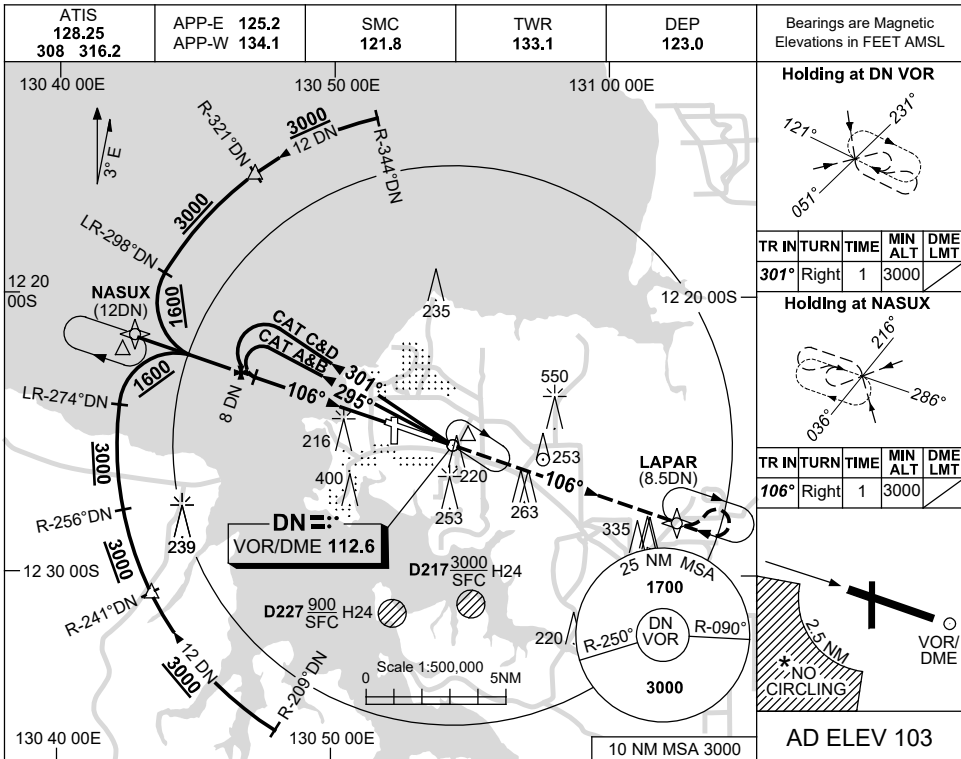 ATIS
128.25
308 316.2
APP-E 125.2
APP-W 134.1
SMC
121.8
TWR
133.1
DEP
123.0
Bearings are Magnetic
Elevations in FEET AMSL
130 40 00E
130 50 00E
131 00 00E
3° E
R-321°DN
3000
12 DN
R-344°DN
3000
LR-298°DN
12 20
00S
12 20 00S
NASUX
(12DN)
1600
1600
CAT C&D
301°
CAT A&B
295°
106°
8 DN
235
550
216
400
220
253
253
263
106°
LAPAR
(8.5DN)
335
LR-274°DN
3000
R-256°DN
239
3000
DN
VOR/DME 112.6
12 30 00S
R-241°DN
D217 3000
SFC H24
D227 900
SFC H24
12 DN
3000
R-209°DN
Scale 1:500,000
0
5NM
220
25 NM MSA
1700
DN
VOR
R-250°
R-090°
3000
130 40 00E
130 50 00E
10 NM MSA 3000
Holding at DN VOR
231°
121°
051°
TR IN TURN TIME MIN ALT DME LMT
301° Right 1 3000
Holding at NASUX
216°
286°
036°
TR IN TURN TIME MIN ALT DME LMT
106° Right 1 3000
2.5 NM
* NO
CIRCLING
VOR/
DME
AD ELEV 103